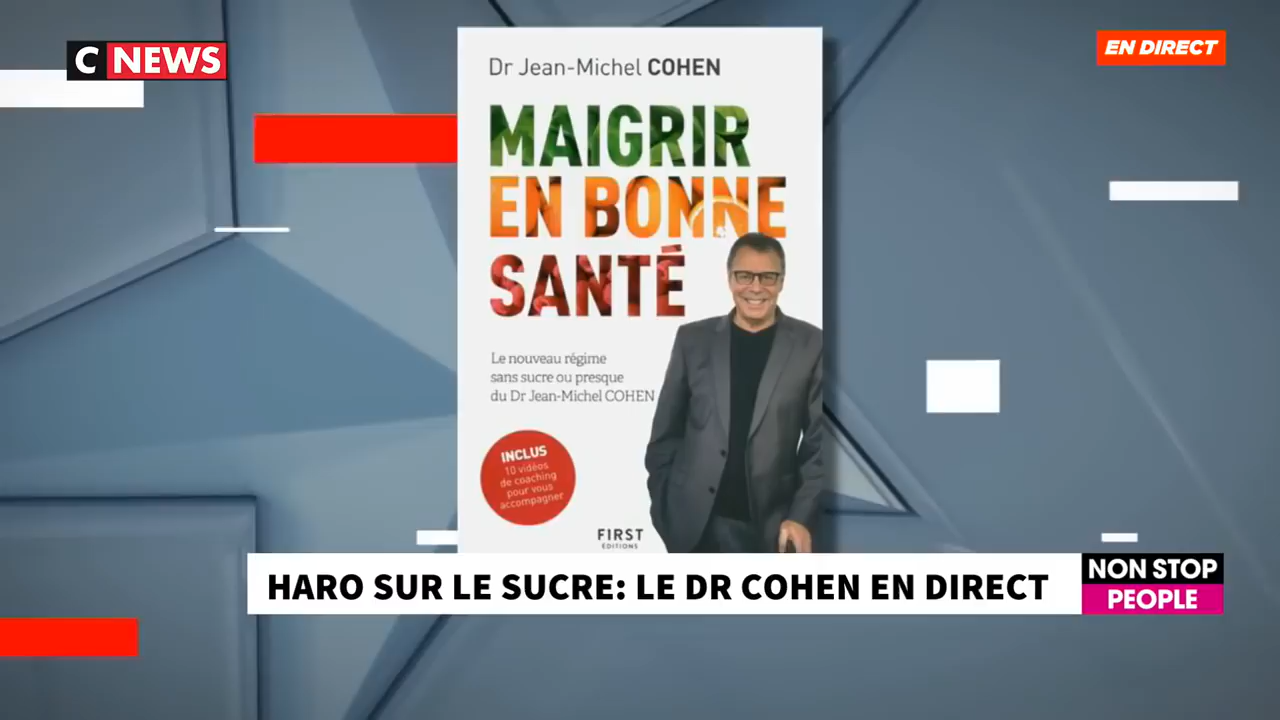 C NEWS
EN DIRECT
Dr Jean-Michel COHEN
MAIGRIR
EN BONNE
SANTÉ
Le nouveau régime
sans sucre ou presque
du Dr Jean-Michel COHEN
INCLUS
10 vidéos
de coaching
pour vous
accompagner
FIRST
ÉDITIONS
HARO SUR LE SUCRE: LE DR COHEN EN DIRECT
NON STOP
PEOPLE